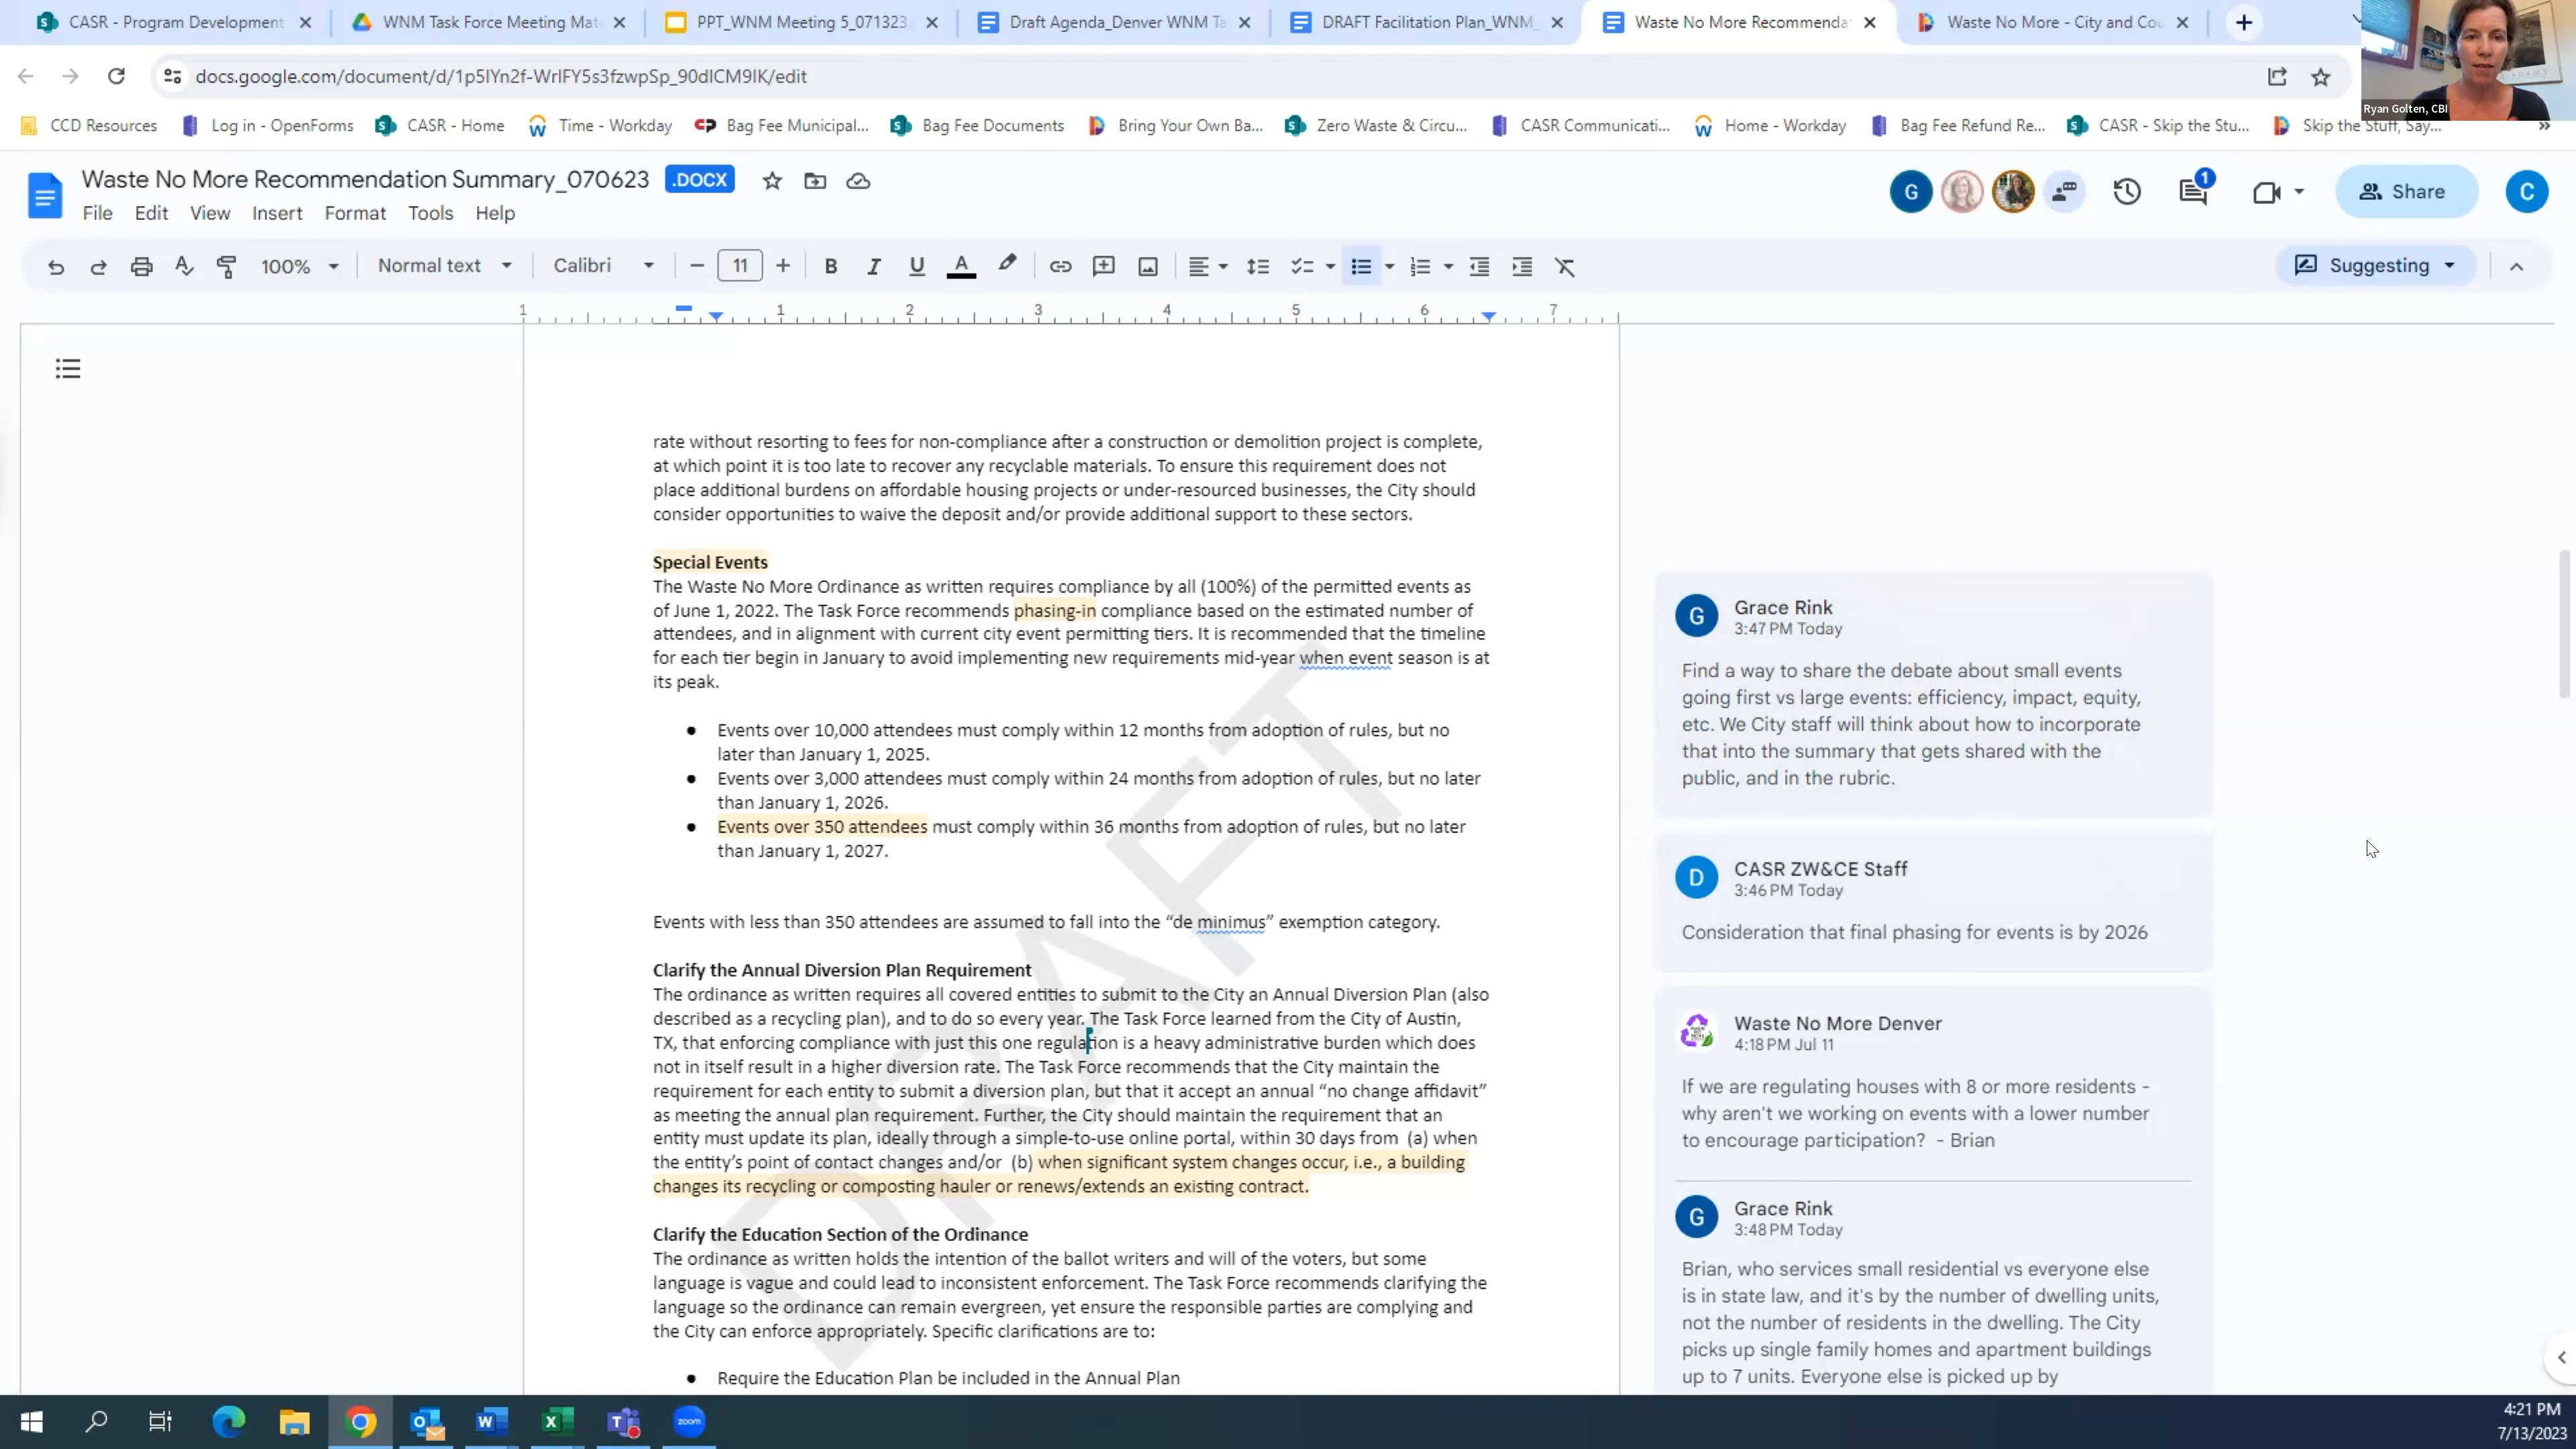 CASR - Program Development
WNM Task Force Meeting Mat
PPT_WNM Meeting 5_071323
Draft Agenda_Denver WNM Ta
DRAFT Facilitation Plan_WNM_
Waste No More Recommendat
Waste No More - City and Cou
docs.google.com/document/d/1p5IYn2f-WrlFY5s3fzwpSp_90dICM9IK/edit
Ryan Golten, CBI
CCD Resources
Log in - OpenForms
CASR - Home
Time - Workday
Bag Fee Municipal...
Bag Fee Documents
Bring Your Own Ba...
Zero Waste & Circu...
CASR Communicati...
Home - Workday
Bag Fee Refund Re...
CASR - Skip the Stu...
Skip the Stuff, Say...
Waste No More Recommendation Summary_070623 .DOCX
G
1
Share
C
File Edit View Insert Format Tools Help
100% Normal text Calibri 11 B I U A
Suggesting
1 1 2 3 4 5 6 7
rate without resorting to fees for non-compliance after a construction or demolition project is complete,
at which point it is too late to recover any recyclable materials. To ensure this requirement does not
place additional burdens on affordable housing projects or under-resourced businesses, the City should
consider opportunities to waive the deposit and/or provide additional support to these sectors.
Special Events
The Waste No More Ordinance as written requires compliance by all (100%) of the permitted events as
of June 1, 2022. The Task Force recommends phasing-in compliance based on the estimated number of
attendees, and in alignment with current city event permitting tiers. It is recommended that the timeline
for each tier begin in January to avoid implementing new requirements mid-year when event season is at
its peak.
● Events over 10,000 attendees must comply within 12 months from adoption of rules, but no
later than January 1, 2025.
● Events over 3,000 attendees must comply within 24 months from adoption of rules, but no later
than January 1, 2026.
● Events over 350 attendees must comply within 36 months from adoption of rules, but no later
than January 1, 2027.
Events with less than 350 attendees are assumed to fall into the “de minimus” exemption category.
Clarify the Annual Diversion Plan Requirement
The ordinance as written requires all covered entities to submit to the City an Annual Diversion Plan (also
described as a recycling plan), and to do so every year. The Task Force learned from the City of Austin,
TX, that enforcing compliance with just this one regulation is a heavy administrative burden which does
not in itself result in a higher diversion rate. The Task Force recommends that the City maintain the
requirement for each entity to submit a diversion plan, but that it accept an annual “no change affidavit”
as meeting the annual plan requirement. Further, the City should maintain the requirement that an
entity must update its plan, ideally through a simple-to-use online portal, within 30 days from (a) when
the entity’s point of contact changes and/or (b) when significant system changes occur, i.e., a building
changes its recycling or composting hauler or renews/extends an existing contract.
Clarify the Education Section of the Ordinance
The ordinance as written holds the intention of the ballot writers and will of the voters, but some
language is vague and could lead to inconsistent enforcement. The Task Force recommends clarifying the
language so the ordinance can remain evergreen, yet ensure the responsible parties are complying and
the City can enforce appropriately. Specific clarifications are to:
● Require the Education Plan be included in the Annual Plan
DRAFT
G Grace Rink
3:47 PM Today
Find a way to share the debate about small events
going first vs large events: efficiency, impact, equity,
etc. We City staff will think about how to incorporate
that into the summary that gets shared with the
public, and in the rubric.
D CASR ZW&CE Staff
3:46 PM Today
Consideration that final phasing for events is by 2026
Waste No More Denver
4:18 PM Jul 11
If we are regulating houses with 8 or more residents -
why aren't we working on events with a lower number
to encourage participation? - Brian
G Grace Rink
3:48 PM Today
Brian, who services small residential vs everyone else
is in state law, and it's by the number of dwelling units,
not the number of residents in the dwelling. The City
picks up single family homes and apartment buildings
up to 7 units. Everyone else is picked up by
zoom
4:21 PM
7/13/2023